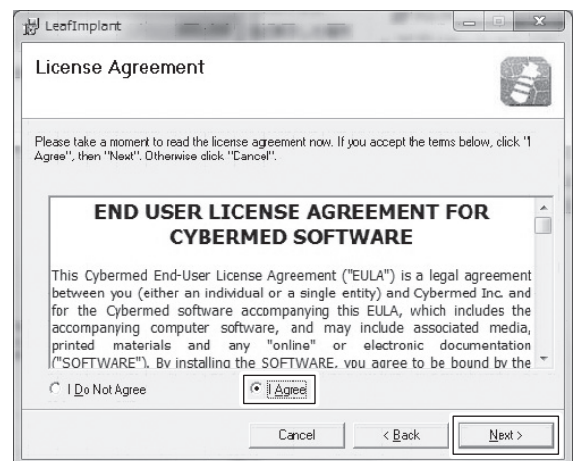 LeafImplant
License Agreement
Please take a moment to read the license agreement now. If you accept the terms below, click "I
Agree", then "Next". Otherwise click "Cancel".
END USER LICENSE AGREEMENT FOR
CYBERMED SOFTWARE
This Cybermed End-User License Agreement ("EULA") is a legal agreement
between you (either an individual or a single entity) and Cybermed Inc. and
for the Cybermed software accompanying this EULA, which includes the
accompanying computer software, and may include associated media,
printed materials and any "online" or electronic documentation
("SOFTWARE"). By installing the SOFTWARE, you agree to be bound by the
I Do Not Agree
I Agree
Cancel
< Back
Next >